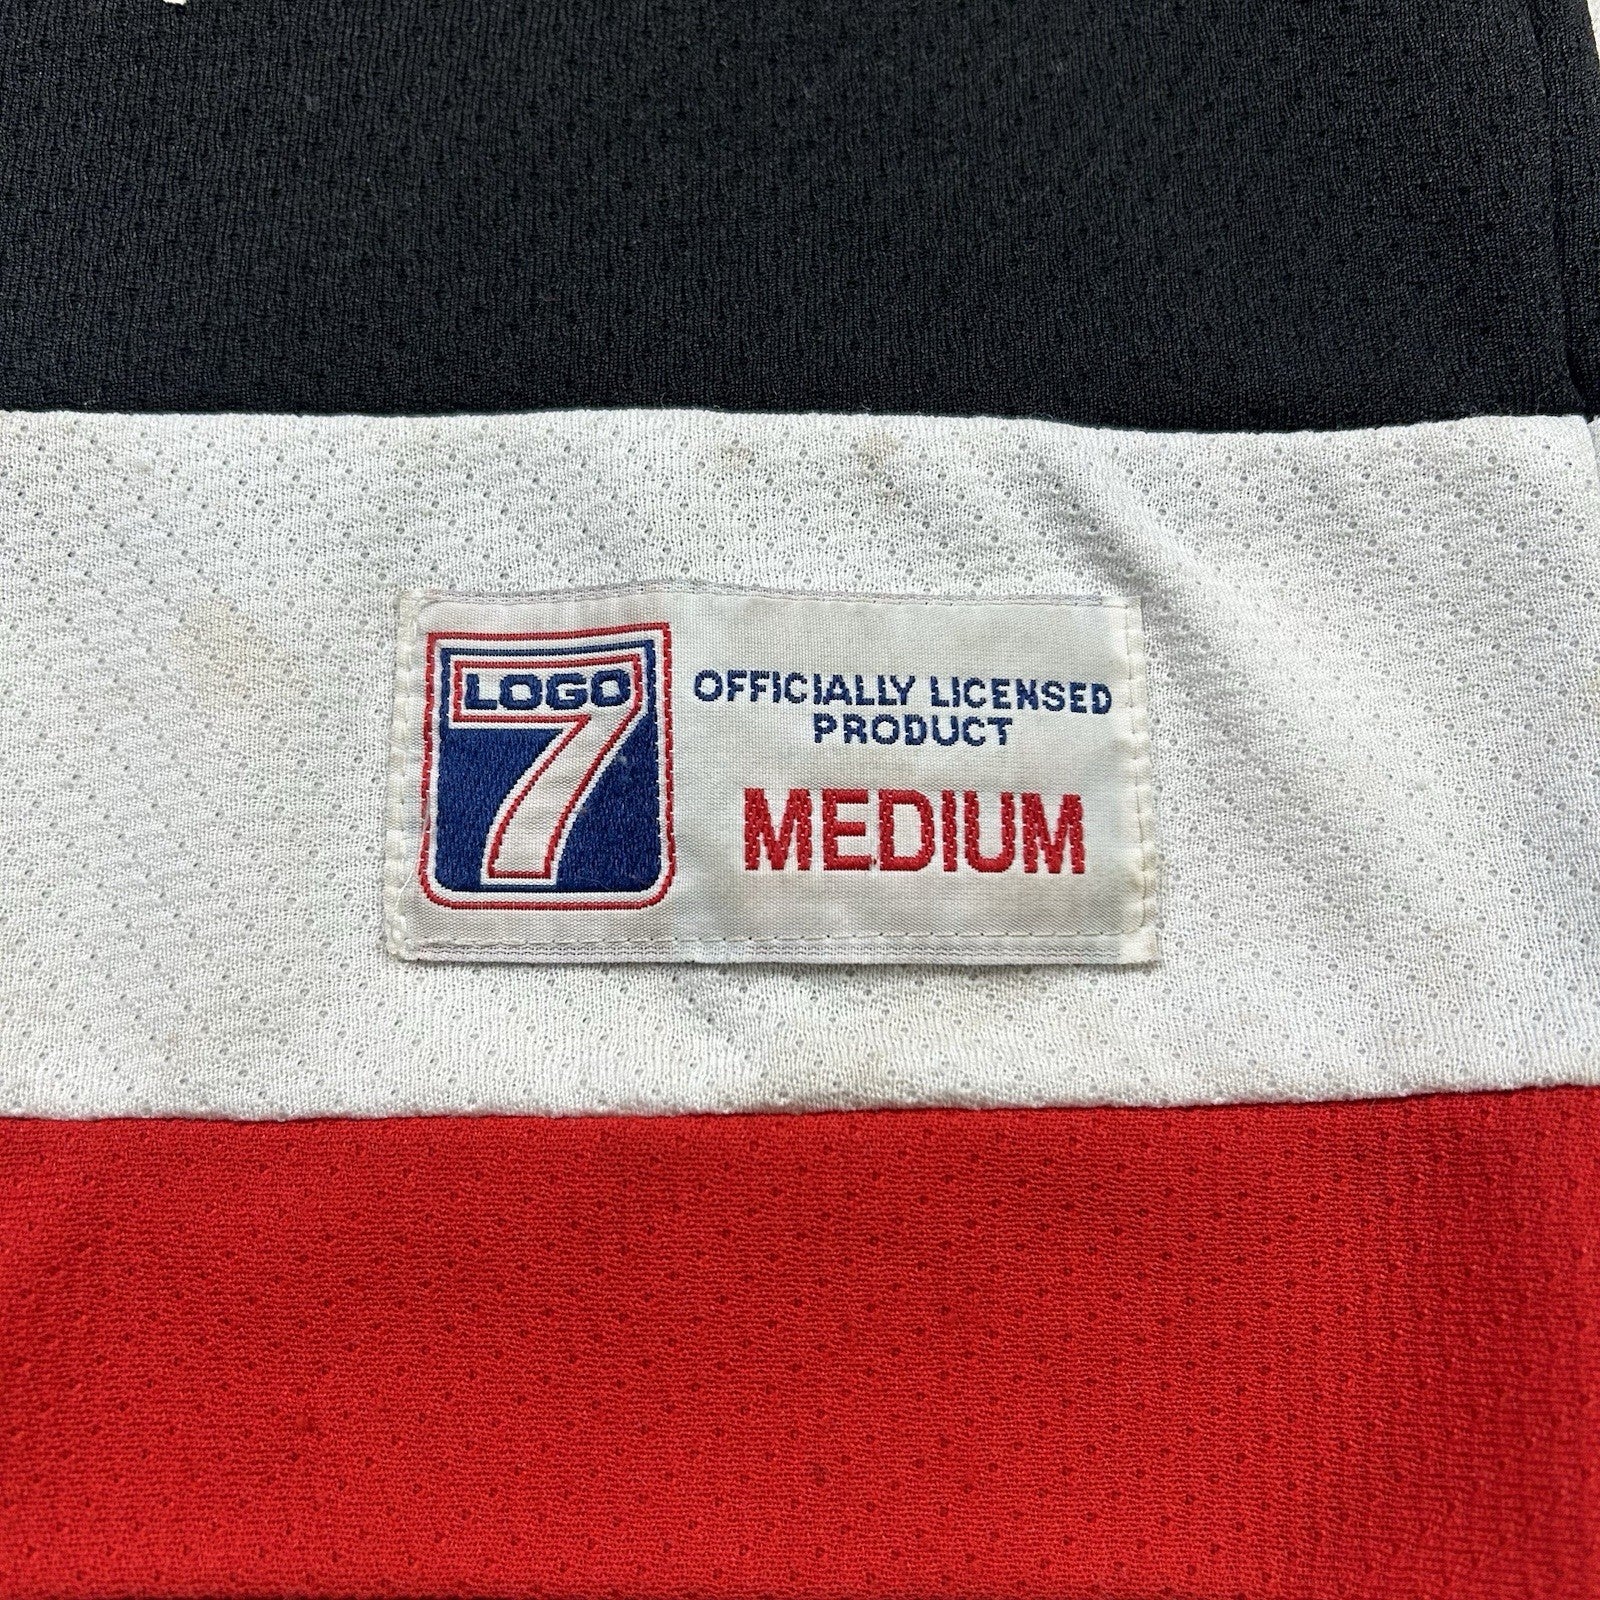 LOGO
7
OFFICIALLY LICENSED
PRODUCT
MEDIUM